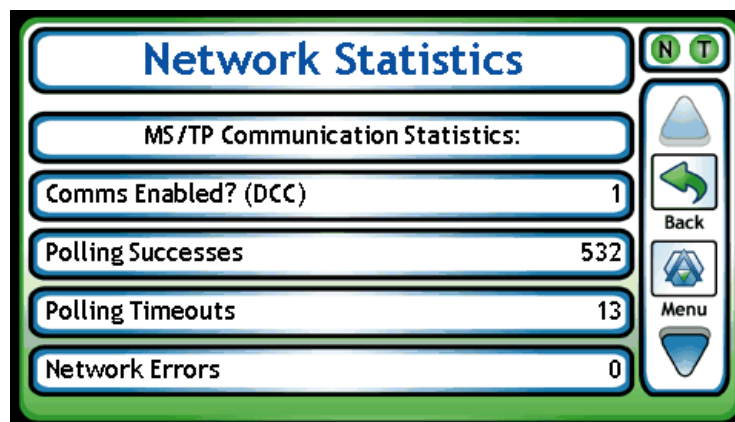 Network Statistics
N T
MS/TP Communication Statistics:
Comms Enabled? (DCC) 1
Back
Polling Successes 532
Polling Timeouts 13
Menu
Network Errors 0